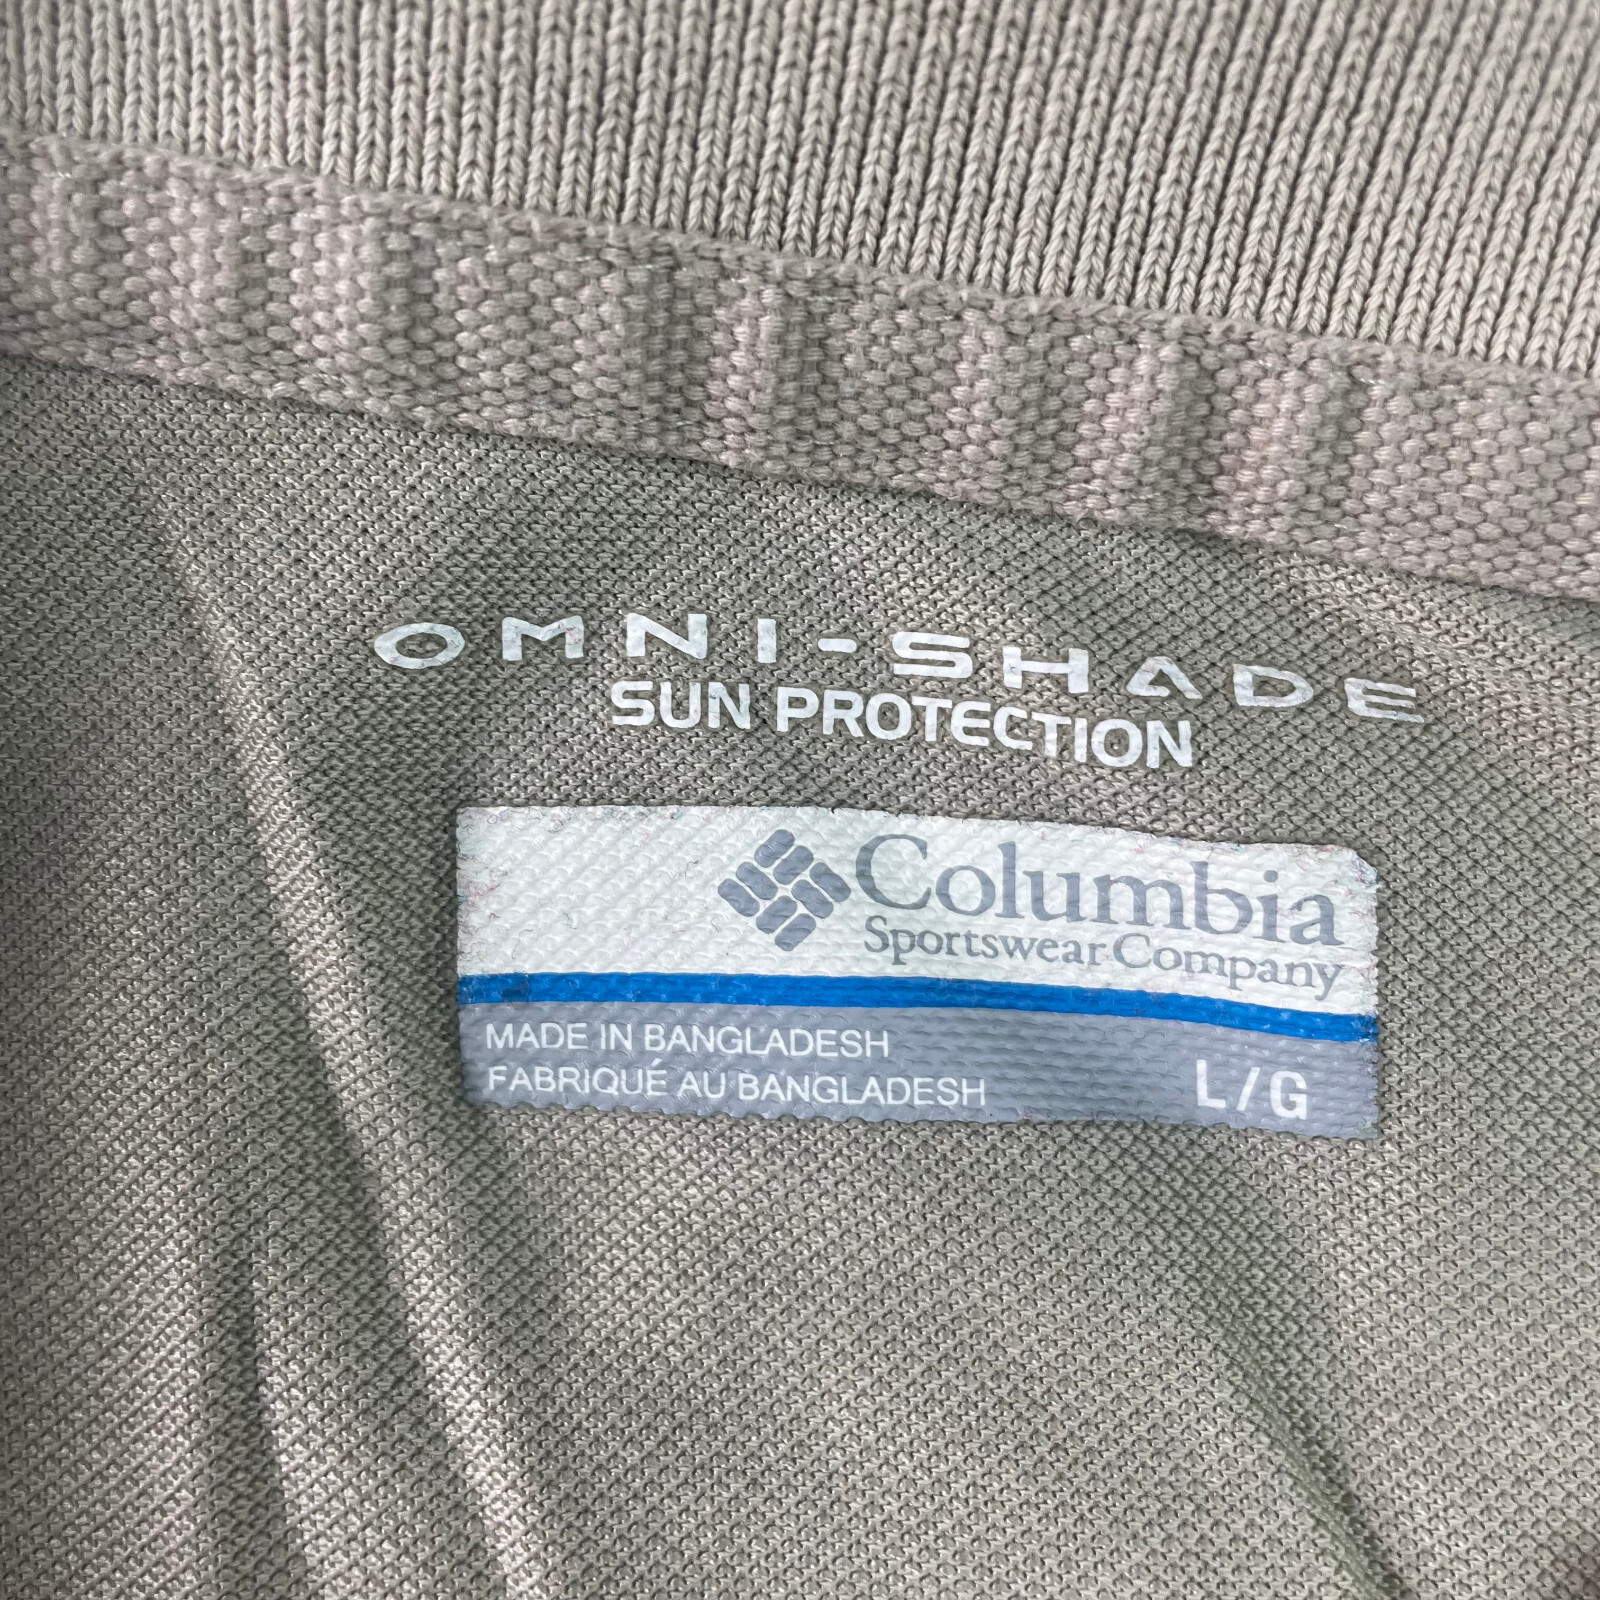 OMNI-SHADE
SUN PROTECTION
Columbia
Sportswear Company
MADE IN BANGLADESH
FABRIQUÉ AU BANGLADESH
L/G